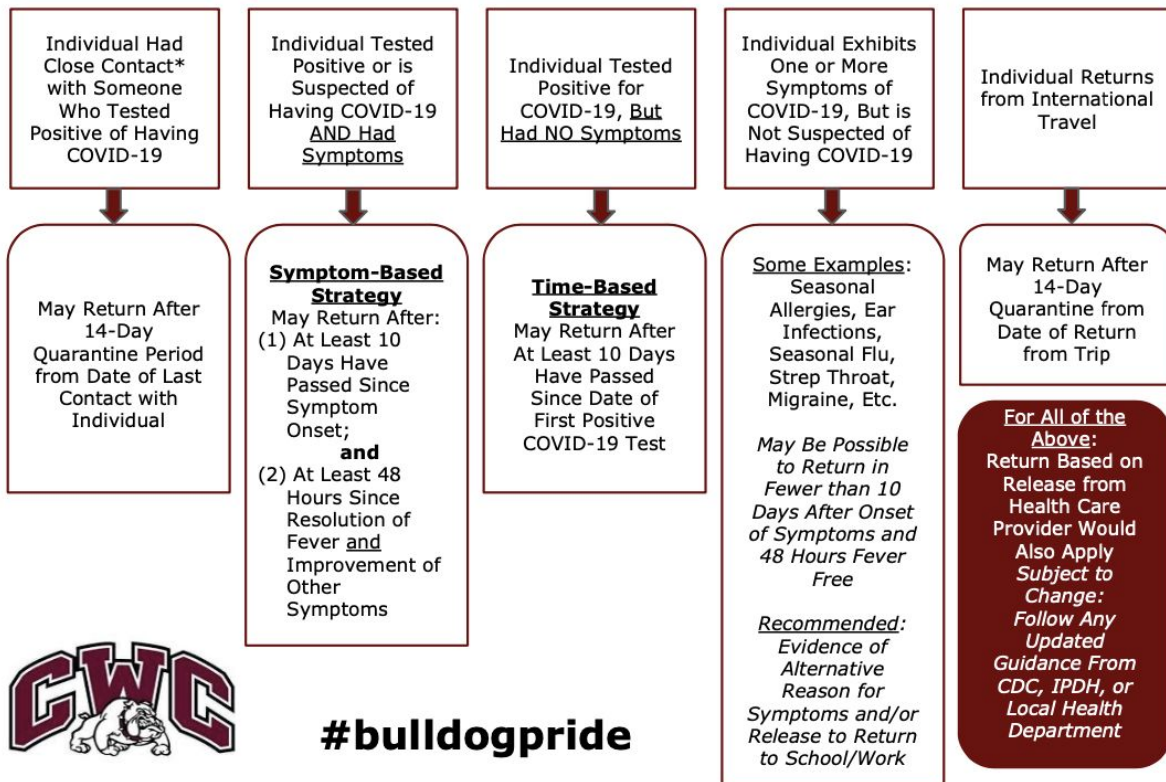 Individual Had
Close Contact*
with Someone
Who Tested
Positive of Having
COVID-19
Individual Tested
Positive or is
Suspected of
Having COVID-19
AND Had
Symptoms
Individual Tested
Positive for
COVID-19, But
Had NO Symptoms
Individual Exhibits
One or More
Symptoms of
COVID-19, But is
Not Suspected of
Having COVID-19
Individual Returns
from International
Travel
May Return After
14-Day
Quarantine Period
from Date of Last
Contact with
Individual
Symptom-Based
Strategy
May Return After:
(1) At Least 10
Days Have
Passed Since
Symptom
Onset;
and
(2) At Least 48
Hours Since
Resolution of
Fever and
Improvement of
Other
Symptoms
Time-Based
Strategy
May Return After
At Least 10 Days
Have Passed
Since Date of
First Positive
COVID-19 Test
Some Examples:
Seasonal
Allergies, Ear
Infections,
Seasonal Flu,
Strep Throat,
Migraine, Etc.
May Be Possible
to Return in
Fewer than 10
Days After Onset
of Symptoms and
48 Hours Fever
Free
Recommended:
Evidence of
Alternative
Reason for
Symptoms and/or
Release to Return
to School/Work
May Return After
14-Day
Quarantine from
Date of Return
from Trip
For All of the
Above:
Return Based on
Release from
Health Care
Provider Would
Also Apply
Subject to
Change:
Follow Any
Updated
Guidance From
CDC, IPDH, or
Local Health
Department
CWC
#bulldogpride